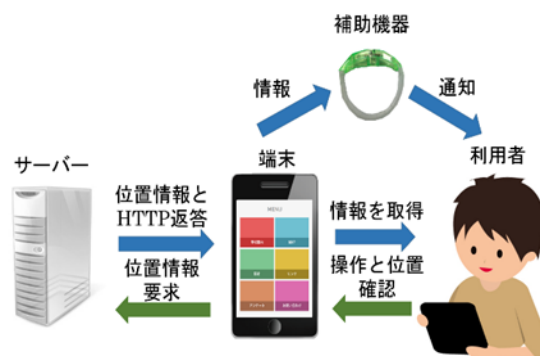 補助機器
情報
通知
サーバー
端末
利用者
位置情報と
HTTP返答
情報を取得
位置情報
要求
操作と位置
確認
MENU